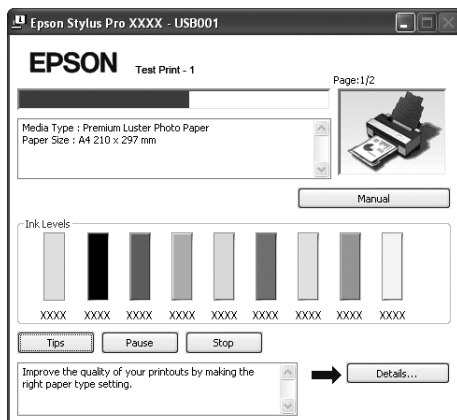 Epson Stylus Pro XXXX - USB001
EPSON Test Print - 1
Page:1/2
Media Type : Premium Luster Photo Paper
Paper Size : A4 210 x 297 mm
Manual
Ink Levels
XXXX XXXX XXXX XXXX XXXX XXXX XXXX XXXX XXXX
Tips Pause Stop
Improve the quality of your printouts by making the
right paper type setting.
Details...